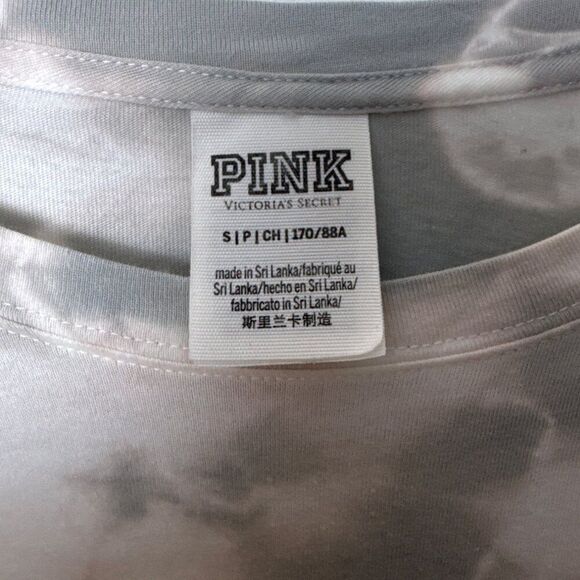 PINK
VICTORIA'S SECRET
S|P|CH|170/88A
made in Sri Lanka/fabriqué au
Sri Lanka/hecho en Sri Lanka/
fabbricato in Sri Lanka/
斯里兰卡制造